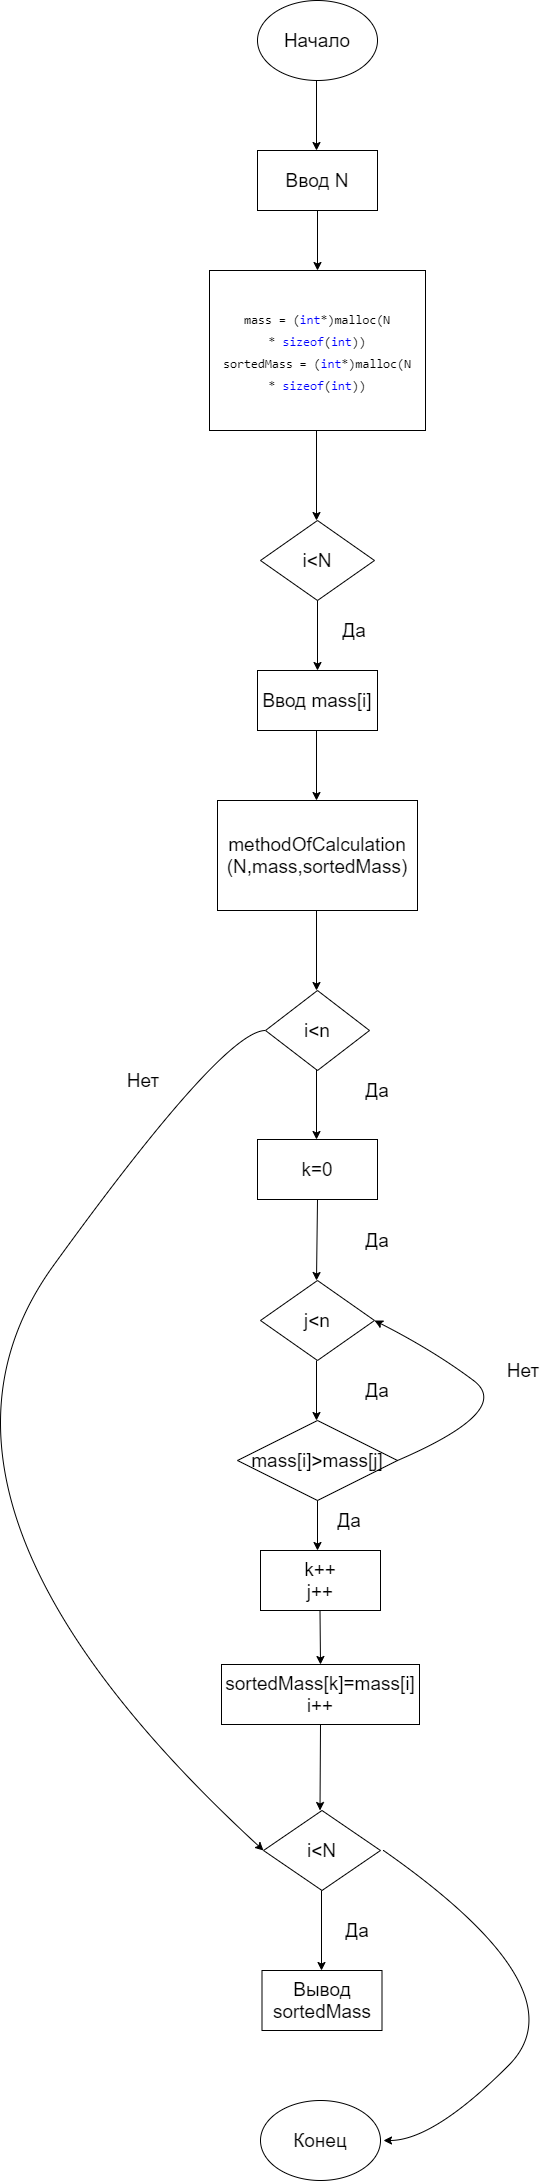 Начало
Ввод N
mass = (int*)malloc(N
* sizeof(int))
sortedMass = (int*)malloc(N
* sizeof(int))
i<N
Да
Ввод mass[i]
methodOfCalculation
(N,mass,sortedMass)
i<n
Нет
Да
k=0
Да
j<n
Нет
Да
mass[i]>mass[j]
Да
k++
j++
sortedMass[k]=mass[i]
i++
i<N
Да
Вывод
sortedMass
Конец